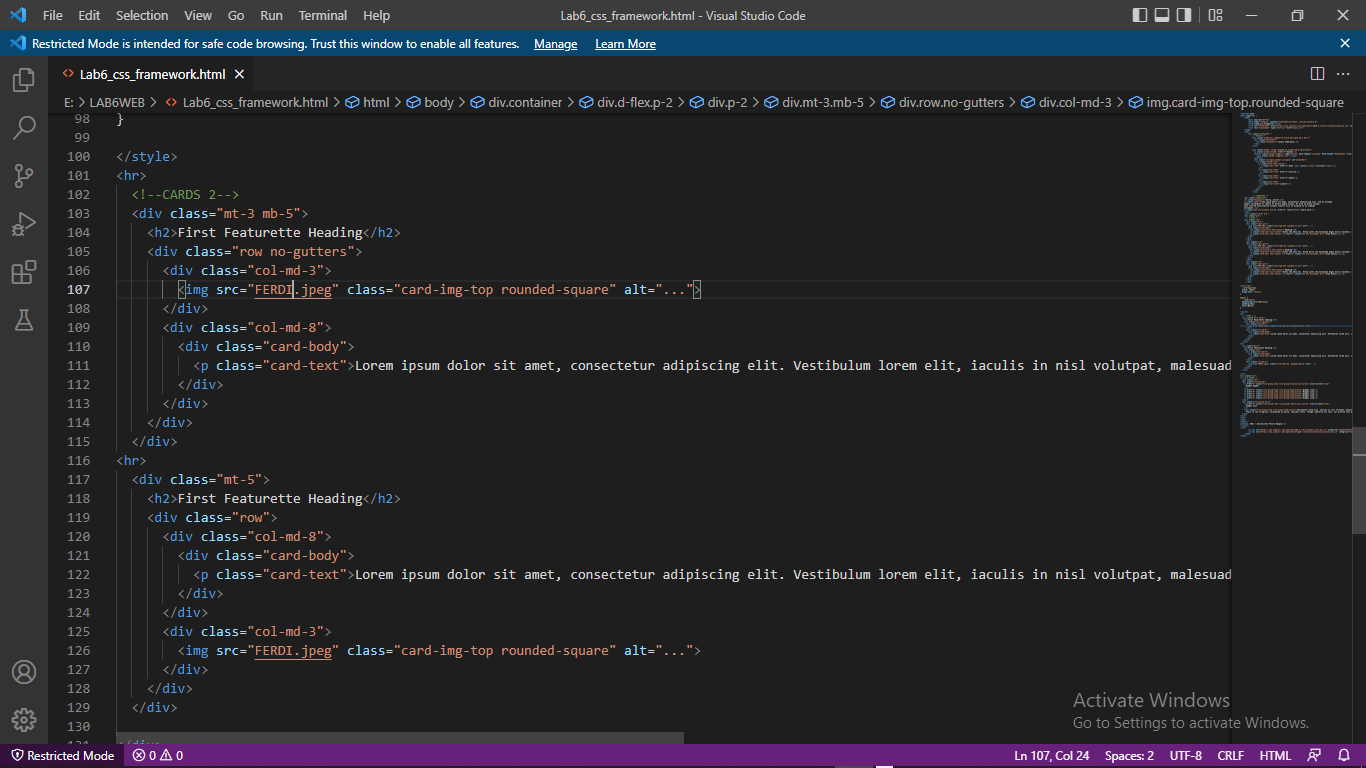 File Edit Selection View Go Run Terminal Help Lab6_css_framework.html - Visual Studio Code
Restricted Mode is intended for safe code browsing. Trust this window to enable all features. Manage Learn More
<> Lab6_css_framework.html
E: > LAB6WEB > <> Lab6_css_framework.html > html > body > div.container > div.d-flex.p-2 > div.p-2 > div.mt-3.mb-5 > div.row.no-gutters > div.col-md-3 > img.card-img-top.rounded-square
98 }
99
100 </style>
101 <hr>
102 <!--CARDS 2-->
103 <div class="mt-3 mb-5">
104 <h2>First Featurette Heading</h2>
105 <div class="row no-gutters">
106 <div class="col-md-3">
107 <img src="FERDI.jpeg" class="card-img-top rounded-square" alt="...">
108 </div>
109 <div class="col-md-8">
110 <div class="card-body">
111 <p class="card-text">Lorem ipsum dolor sit amet, consectetur adipiscing elit. Vestibulum lorem elit, iaculis in nisl volutpat, malesuad
112 </div>
113 </div>
114 </div>
115 </div>
116 <hr>
117 <div class="mt-5">
118 <h2>First Featurette Heading</h2>
119 <div class="row">
120 <div class="col-md-8">
121 <div class="card-body">
122 <p class="card-text">Lorem ipsum dolor sit amet, consectetur adipiscing elit. Vestibulum lorem elit, iaculis in nisl volutpat, malesuad
123 </div>
124 </div>
125 <div class="col-md-3">
126 <img src="FERDI.jpeg" class="card-img-top rounded-square" alt="...">
127 </div>
128 </div>
129 </div>
130
Activate Windows
Go to Settings to activate Windows.
Restricted Mode 0 0 Ln 107, Col 24 Spaces: 2 UTF-8 CRLF HTML